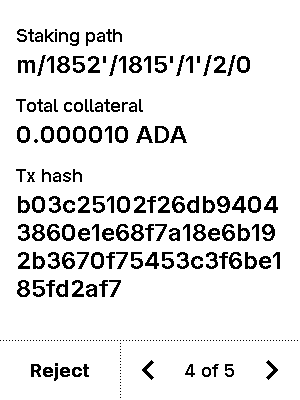 Staking path
m/1852'/1815'/1'/2/0
Total collateral
0.000010 ADA
Tx hash
b03c25102f26db9404
3860e1e68f7a18e6b19
2b3670f75453c3f6be1
85fd2af7
Reject
4 of 5